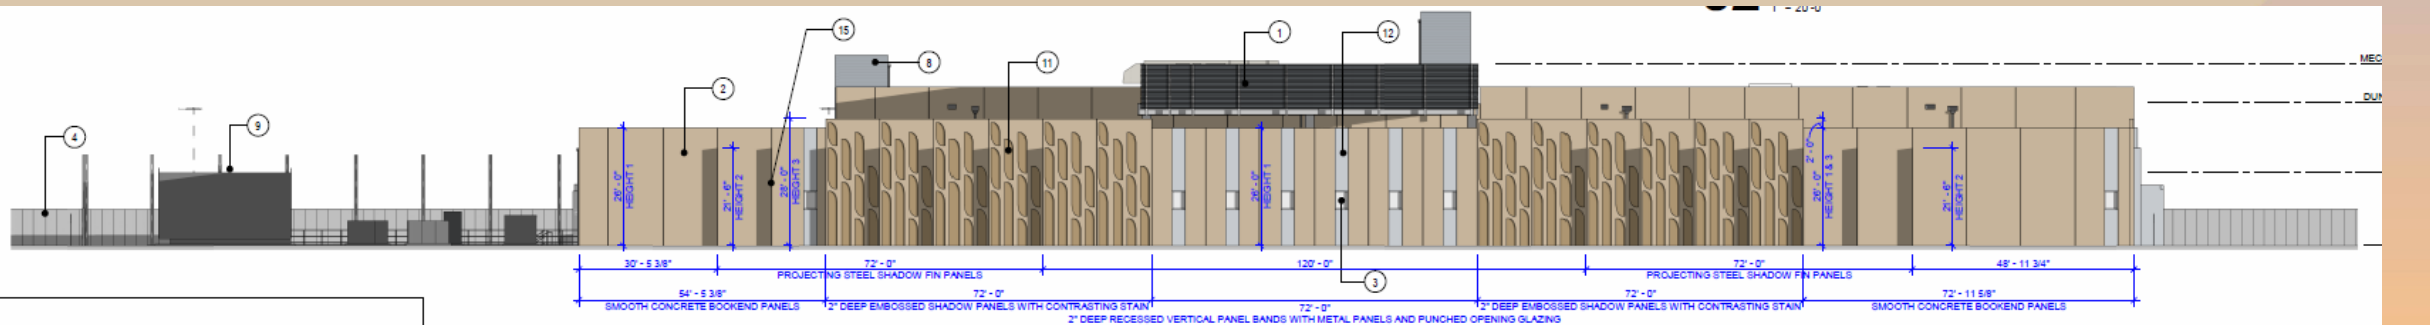 1" = 20'-0"
15
1
12
8
11
2
MEC
DUN
9
4
26' - 0"
HEIGHT 1
21' - 6"
HEIGHT 2
28' - 0"
HEIGHT 3
26' - 0"
HEIGHT 1
2' - 0"
26' - 0"
HEIGHT 1 & 3
21' - 6"
HEIGHT 2
30' - 5 3/8"
72' - 0"
120' - 0"
72' - 0"
48' - 11 3/4"
PROJECTING STEEL SHADOW FIN PANELS
PROJECTING STEEL SHADOW FIN PANELS
3
54' - 5 3/8"
72' - 0"
72' - 0"
72' - 0"
72' - 11 5/8"
SMOOTH CONCRETE BOOKEND PANELS
2" DEEP EMBOSSED SHADOW PANELS WITH CONTRASTING STAIN
2" DEEP EMBOSSED SHADOW PANELS WITH CONTRASTING STAIN
SMOOTH CONCRETE BOOKEND PANELS
2" DEEP RECESSED VERTICAL PANEL BANDS WITH METAL PANELS AND PUNCHED OPENING GLAZING